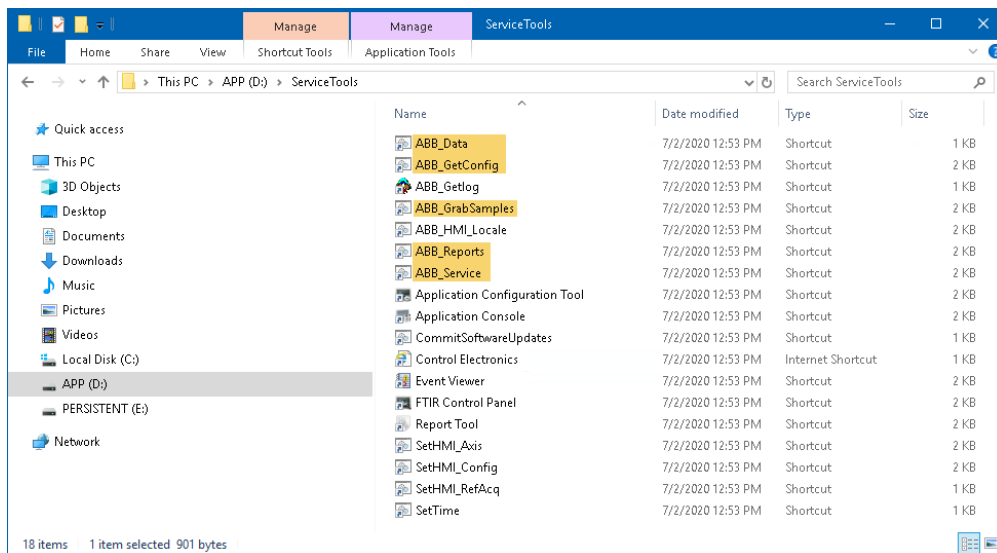 Manage Manage ServiceTools
File Home Share View Shortcut Tools Application Tools
This PC > APP (D:) > ServiceTools Search ServiceTools
Name Date modified Type Size
Quick access
This PC
3D Objects
Desktop
Documents
Downloads
Music
Pictures
Videos
Local Disk (C:)
APP (D:)
PERSISTENT (E:)
Network
ABB_Data 7/2/2020 12:53 PM Shortcut 1 KB
ABB_GetConfig 7/2/2020 12:53 PM Shortcut 2 KB
ABB_Getlog 7/2/2020 12:53 PM Shortcut 1 KB
ABB_GrabSamples 7/2/2020 12:53 PM Shortcut 2 KB
ABB_HMI_Locale 7/2/2020 12:53 PM Shortcut 2 KB
ABB_Reports 7/2/2020 12:53 PM Shortcut 2 KB
ABB_Service 7/2/2020 12:53 PM Shortcut 2 KB
Application Configuration Tool 7/2/2020 12:53 PM Shortcut 2 KB
Application Console 7/2/2020 12:53 PM Shortcut 2 KB
CommitSoftwareUpdates 7/2/2020 12:53 PM Shortcut 1 KB
Control Electronics 7/2/2020 12:53 PM Internet Shortcut 1 KB
Event Viewer 7/2/2020 12:53 PM Shortcut 2 KB
FTIR Control Panel 7/2/2020 12:53 PM Shortcut 2 KB
Report Tool 7/2/2020 12:53 PM Shortcut 2 KB
SetHMI_Axis 7/2/2020 12:53 PM Shortcut 1 KB
SetHMI_Config 7/2/2020 12:53 PM Shortcut 2 KB
SetHMI_RefAcq 7/2/2020 12:53 PM Shortcut 1 KB
SetTime 7/2/2020 12:53 PM Shortcut 1 KB
18 items 1 item selected 901 bytes